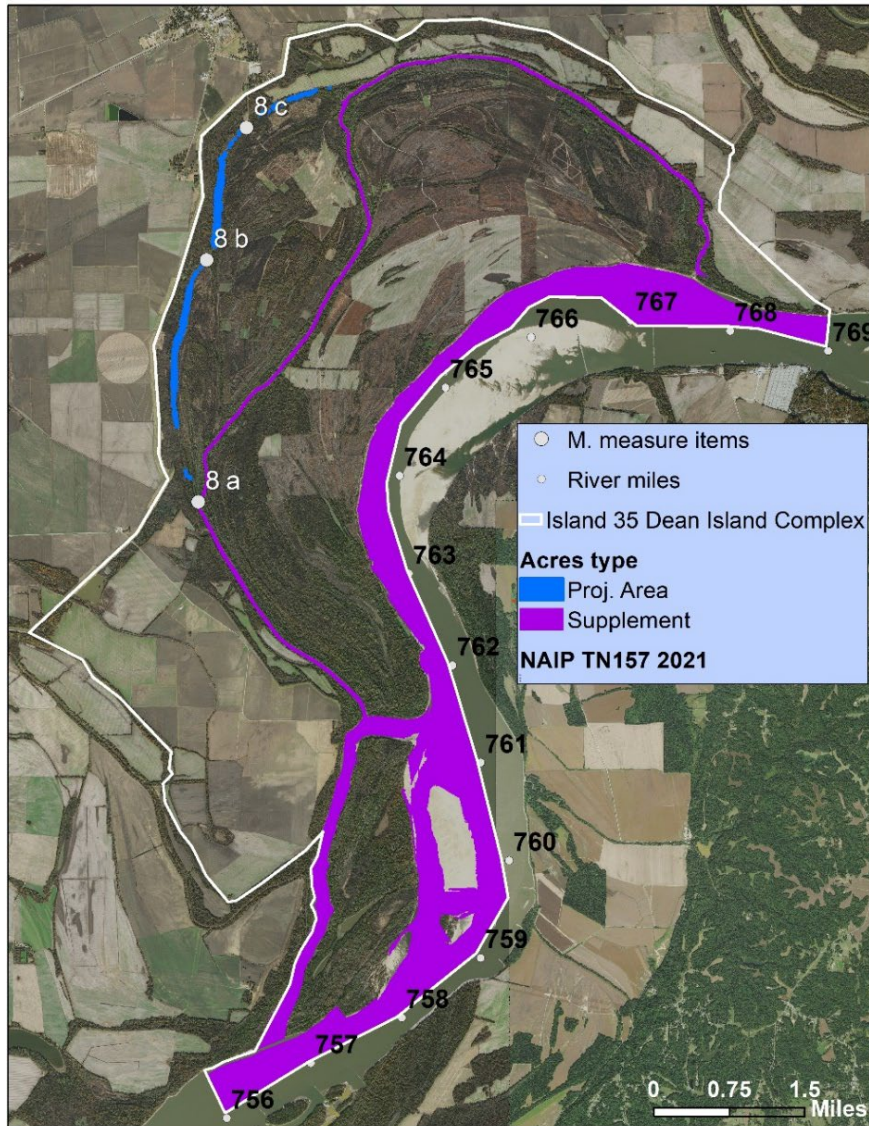 8 c
8 b
8 a
767
768
769
766
765
764
763
762
761
760
759
758
757
756
M. measure items
River miles
Island 35 Dean Island Complex
Acres type
Proj. Area
Supplement
NAIP TN157 2021
0 0.75 1.5
Miles